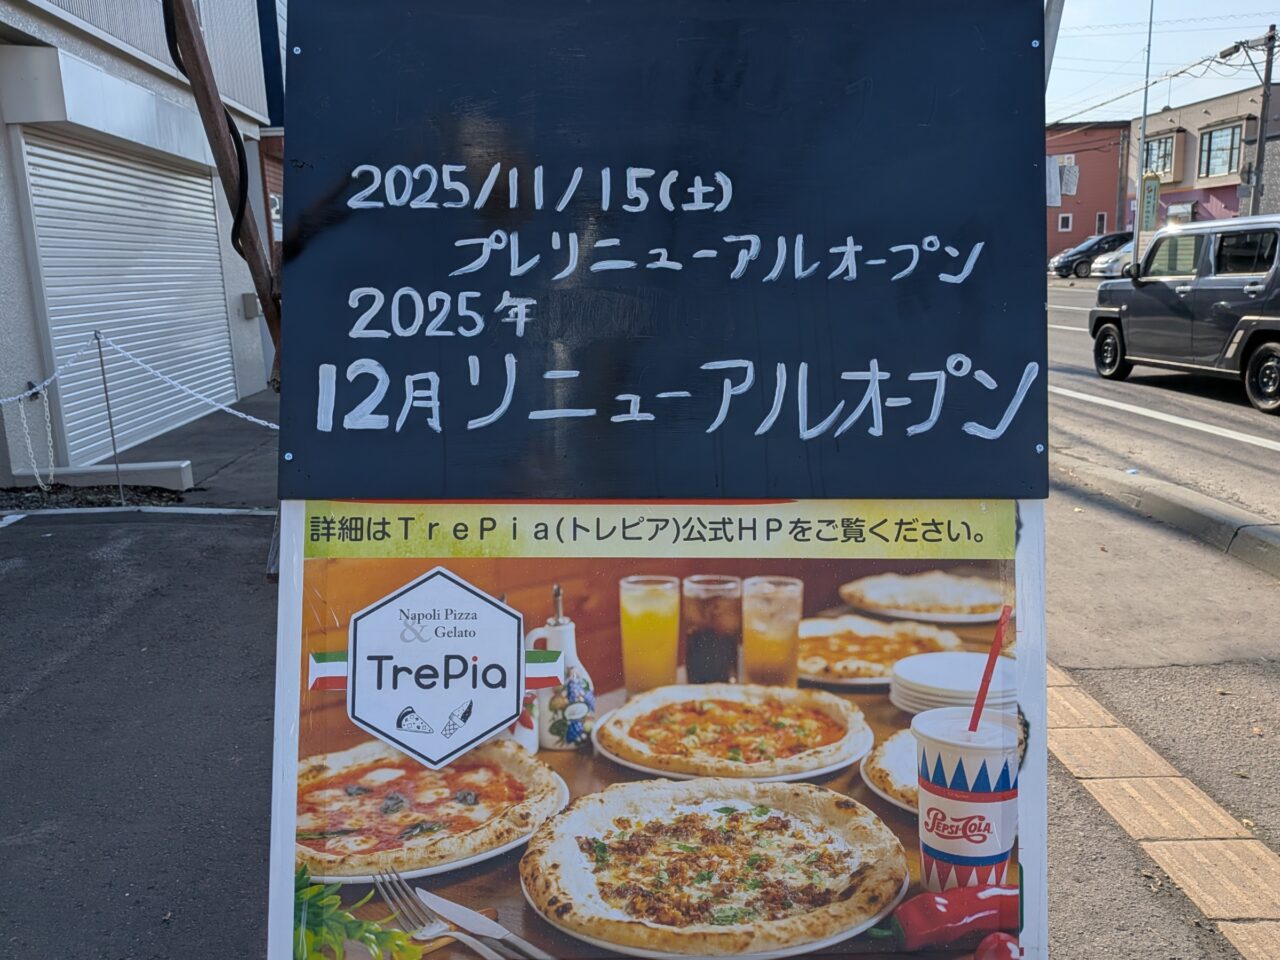 2025/11/15(土)
プレリニューアルオープン
2025年
12月リニューアルオープン
詳細はTrePia(トレピア)公式HPをご覧ください。
Napoli Pizza
& Gelato
TrePia
PEPSI-COLA